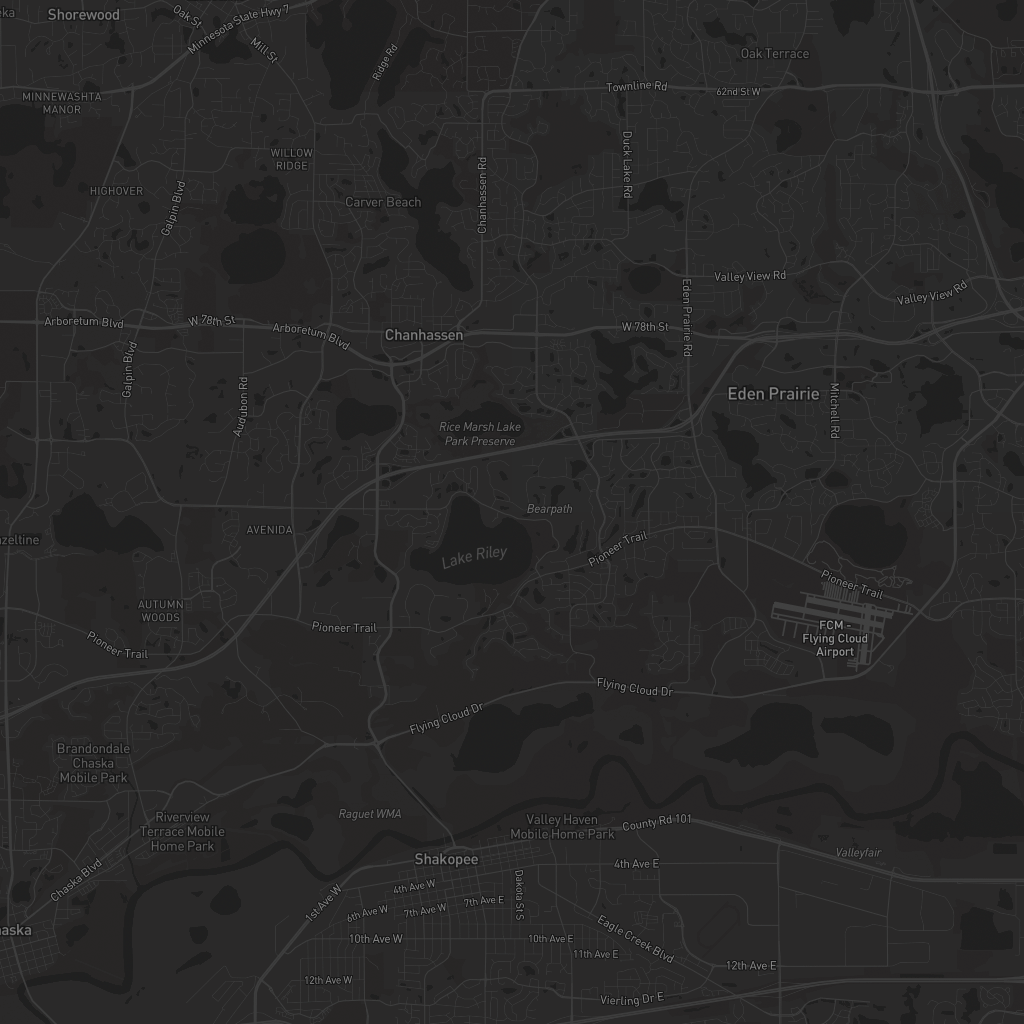 Shorewood
Oak St
Minnesota State Hwy 7
Mill St
Ridge Rd
Oak Terrace
MINNEWASHTA
MANOR
Townline Rd
62nd St W
WILLOW
RIDGE
Duck Lake Rd
HIGHOVER
Galpin Blvd
Carver Beach
Chanhassen Rd
Valley View Rd
Valley View Rd
Eden Prairie Rd
Arboretum Blvd
W 78th St
Arboretum Blvd
Chanhassen
W 78th St
Galpin Blvd
Audubon Rd
Eden Prairie
Mitchell Rd
Rice Marsh Lake
Park Preserve
Bearpath
AVENIDA
azeltine
Lake Riley
Pioneer Trail
Pioneer Trail
AUTUMN
WOODS
Pioneer Trail
Pioneer Trail
FCM -
Flying Cloud
Airport
Flying Cloud Dr
Flying Cloud Dr
Brandondale
Chaska
Mobile Park
Raguet WMA
Riverview
Terrace Mobile
Home Park
Valley Haven
Mobile Home Park
County Rd 101
Shakopee
4th Ave E
Valleyfair
Chaska Blvd
1st Ave W
4th Ave W
6th Ave W
7th Ave W
7th Ave E
Dakota St S
haska
10th Ave W
10th Ave E
Eagle Creek Blvd
11th Ave E
12th Ave W
12th Ave E
Vierling Dr E